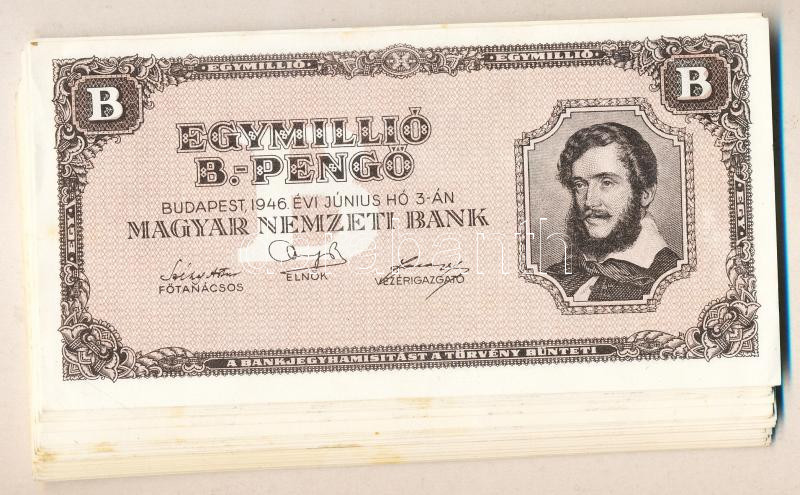 EGYMILLIÓ EGYMILLIÓ
B B
EGYMILLIÓ
B.-PENGŐ
BUDAPEST, 1946. ÉVI JÚNIUS HÓ 3-ÁN
MAGYAR NEMZETI BANK
FŐTANÁCSOS ELNÖK VEZÉRIGAZGATÓ
A BANKJEGYHAMISÍTÁST A TÖRVÉNY BÜNTETI